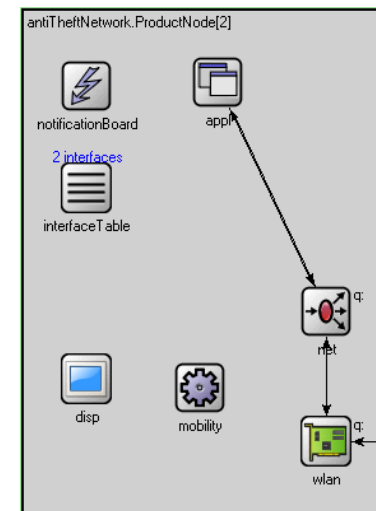 antiTheftNetwork.ProductNode[2]
notificationBoard
appl
2 interfaces
interfaceTable
q:
net
disp
mobility
q:
wlan